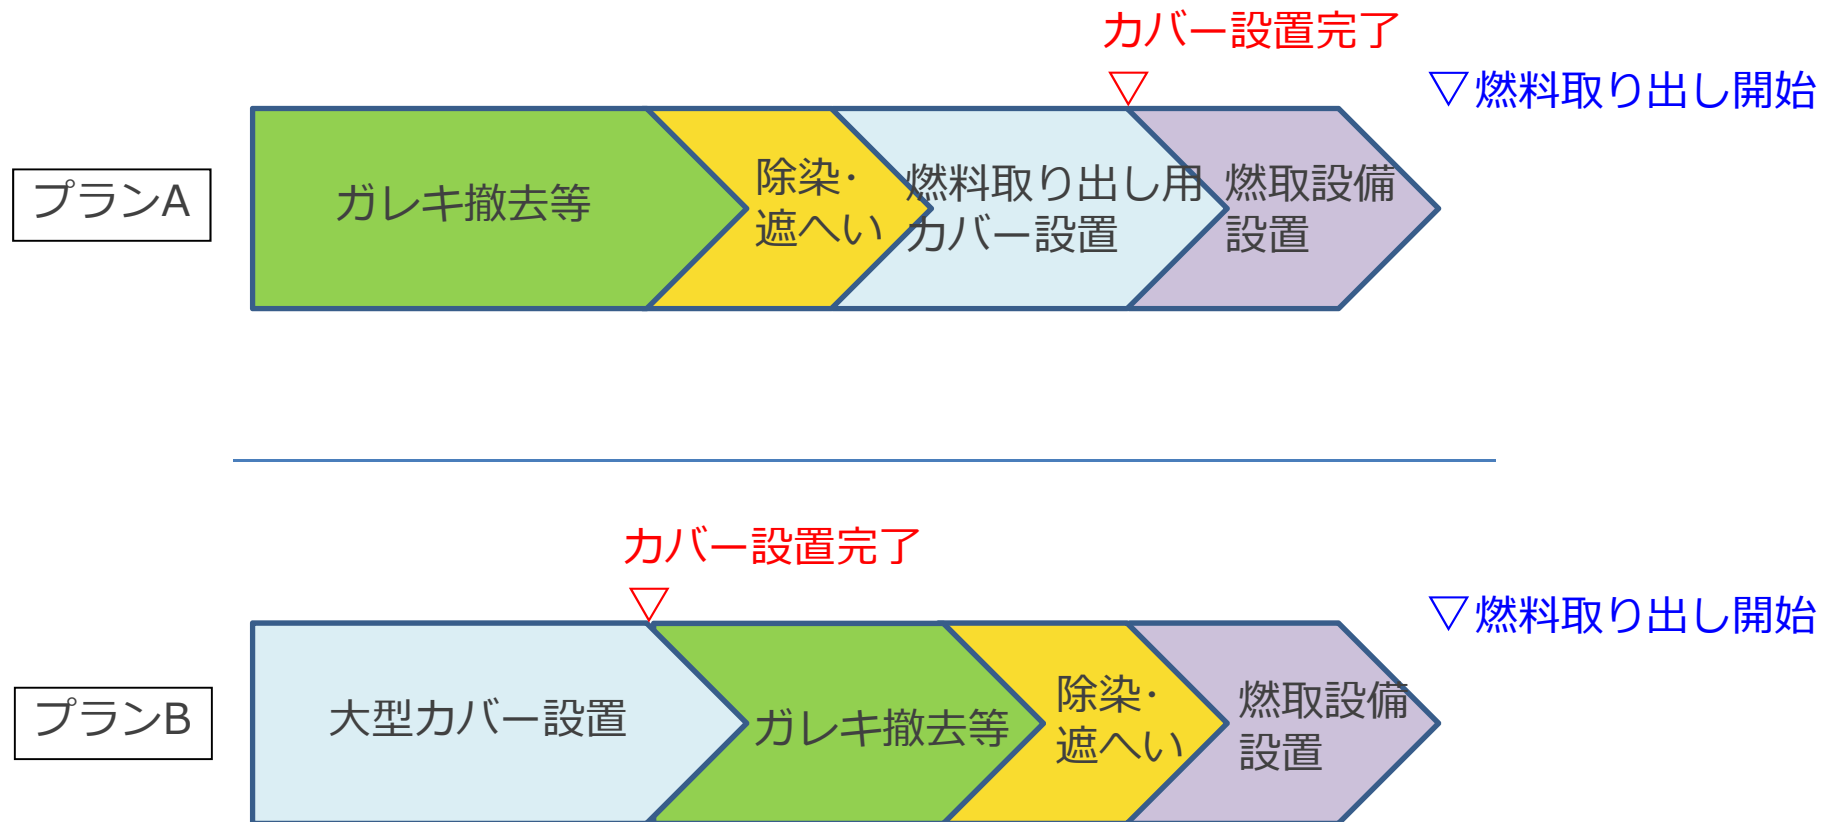 カバー設置完了
▽燃料取り出し開始
プランA
ガレキ撤去等
除染・
遮へい
燃料取り出し用
カバー設置
燃取設備
設置
カバー設置完了
▽燃料取り出し開始
プランB
大型カバー設置
ガレキ撤去等
除染・
遮へい
燃取設備
設置